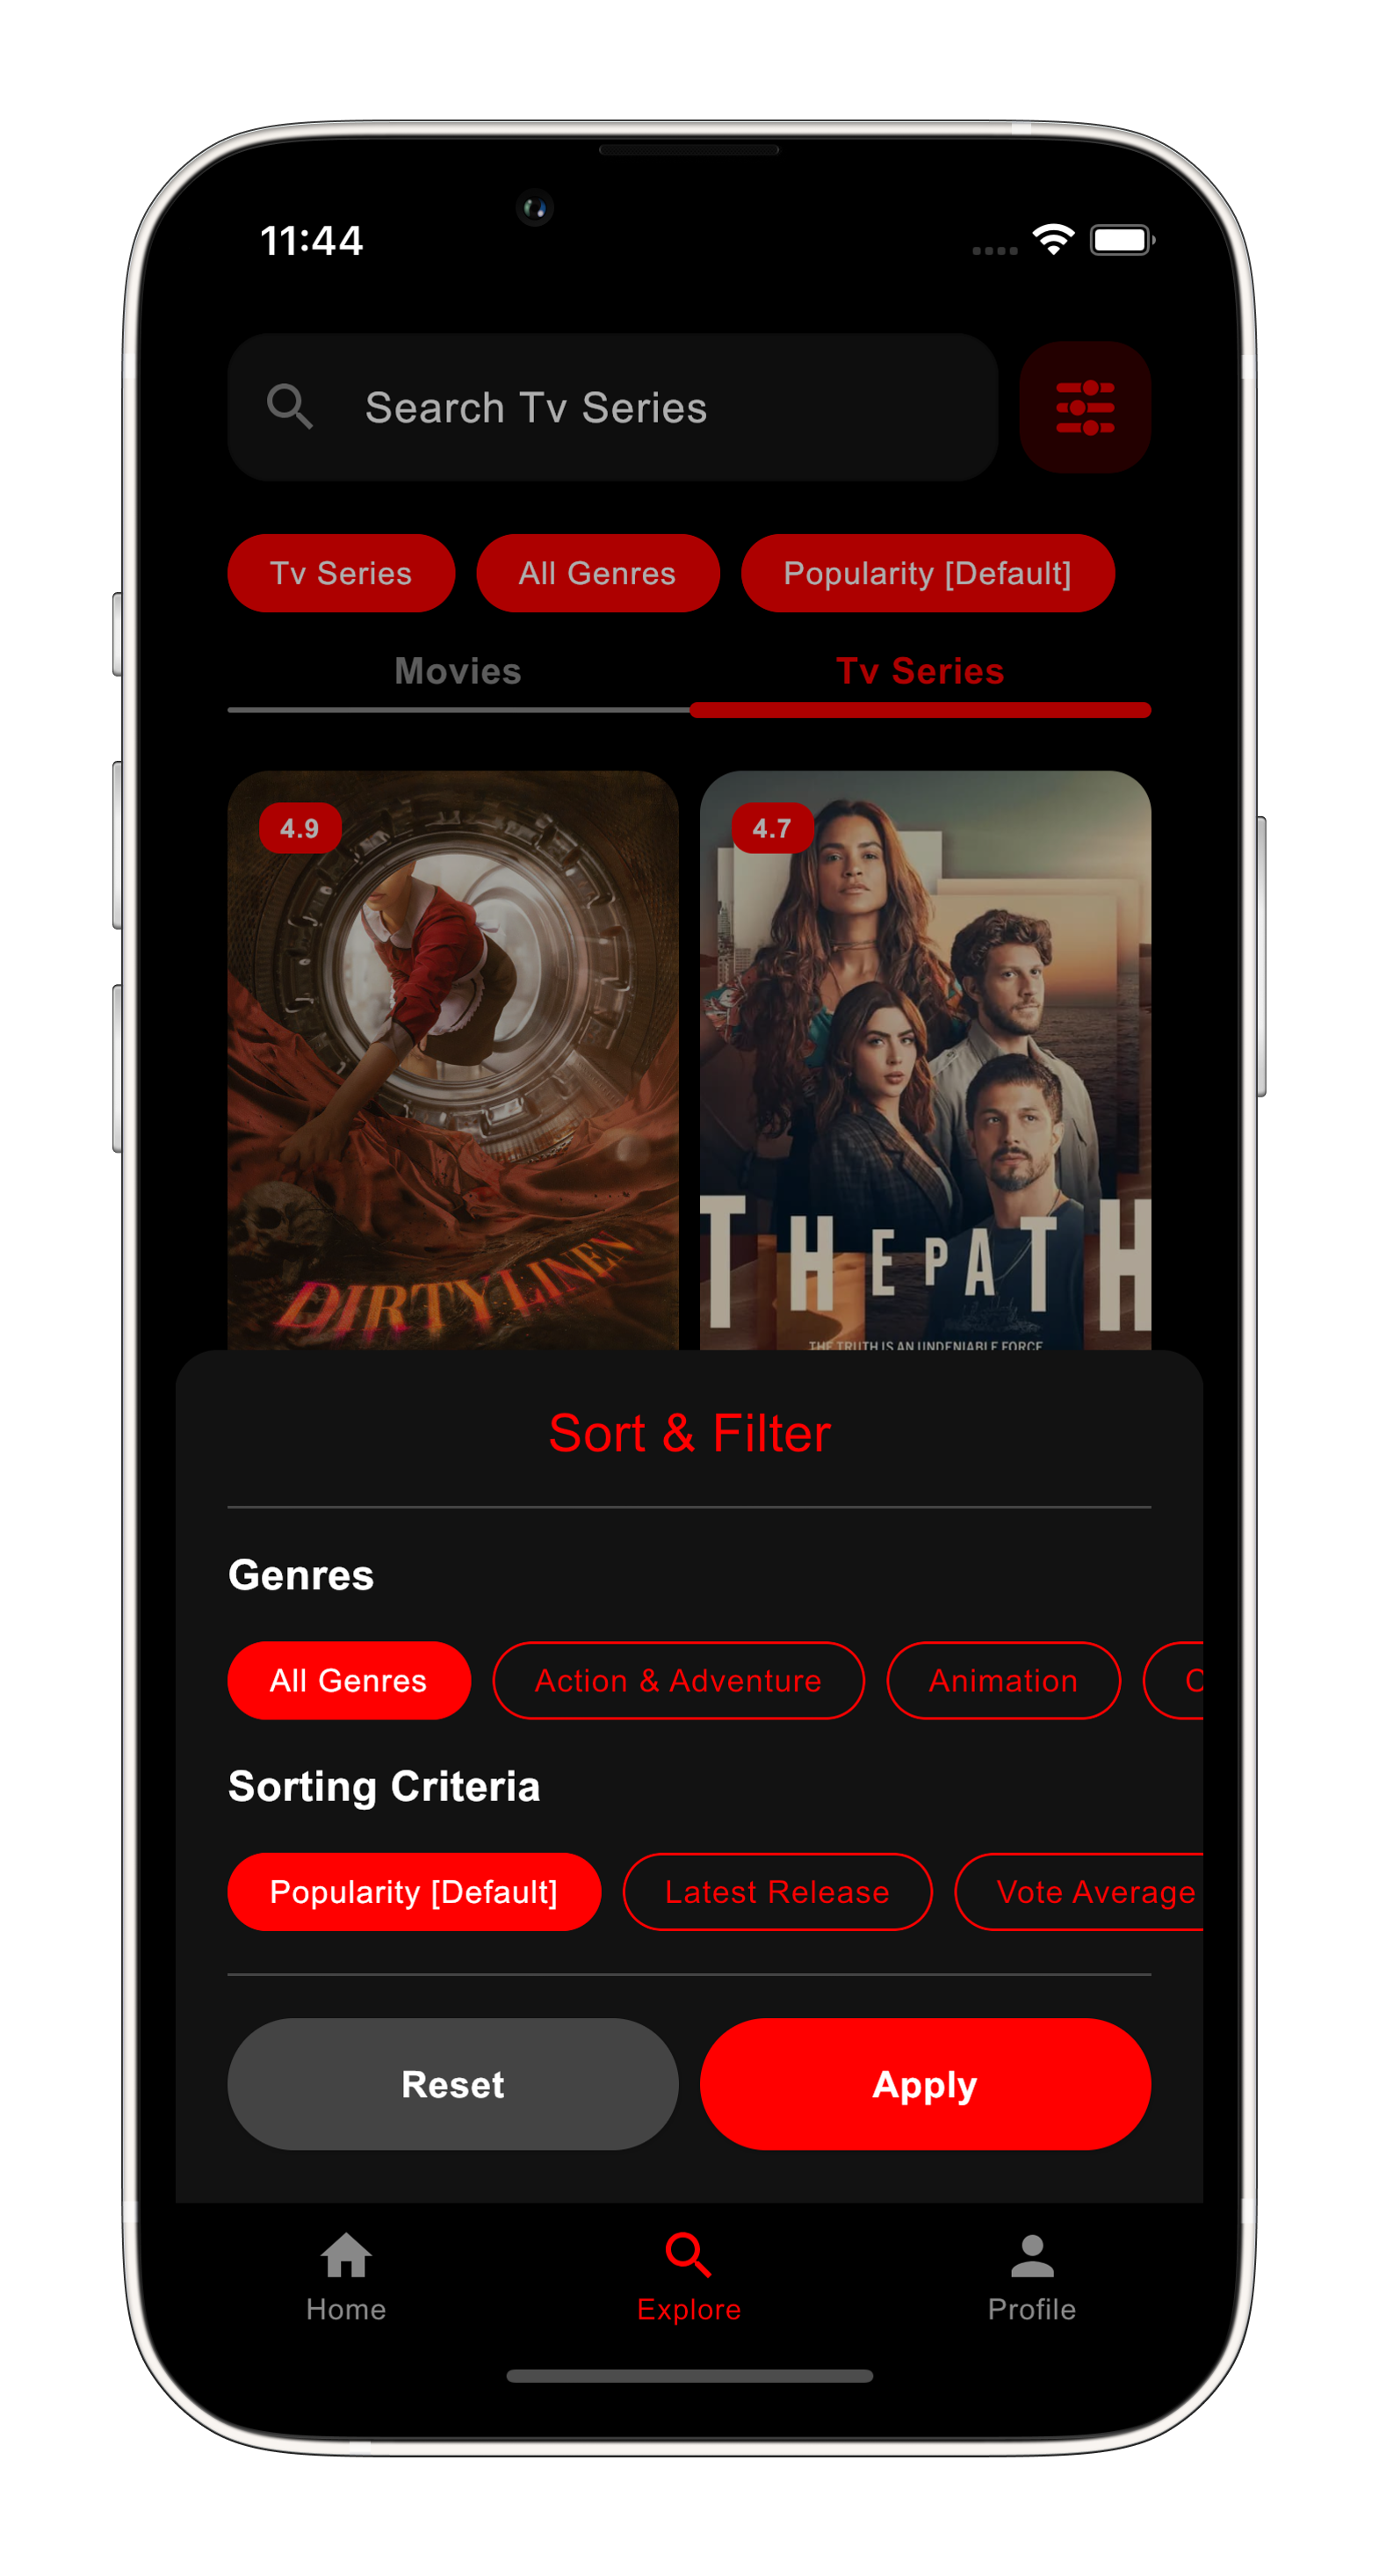 11:44
Search Tv Series
Tv Series All Genres Popularity [Default]
Movies Tv Series
4.9 4.7
DIRTY LINEN
THE PATH
THE TRUTH IS AN UNDENIABLE FORCE
Sort & Filter
Genres
All Genres Action & Adventure Animation
Sorting Criteria
Popularity [Default] Latest Release Vote Average
Reset Apply
Home Explore Profile